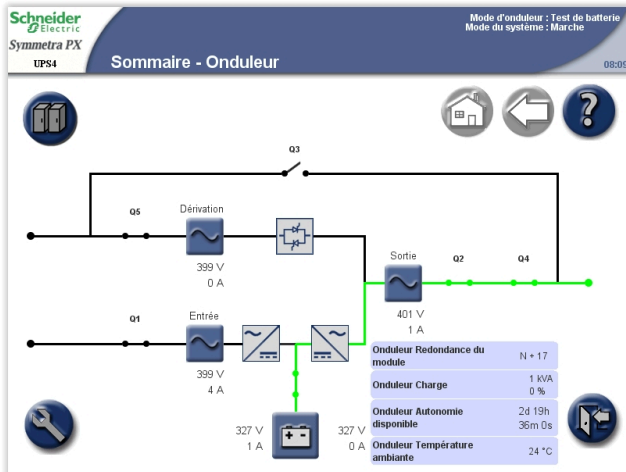 Schneider
Electric
Symmetra PX
UPS4
Sommaire - Onduleur
Mode d'onduleur : Test de batterie
Mode du système : Marche
08:09
?
Q3
Q5
Dérivation
399 V
0 A
Sortie
Q2
Q4
401 V
1 A
Q1
Entrée
399 V
4 A
Onduleur Redondance du module
N + 17
Onduleur Charge
1 kVA
0 %
Onduleur Autonomie disponible
2d 19h
36m 0s
Onduleur Température ambiante
24 °C
327 V
1 A
327 V
0 A